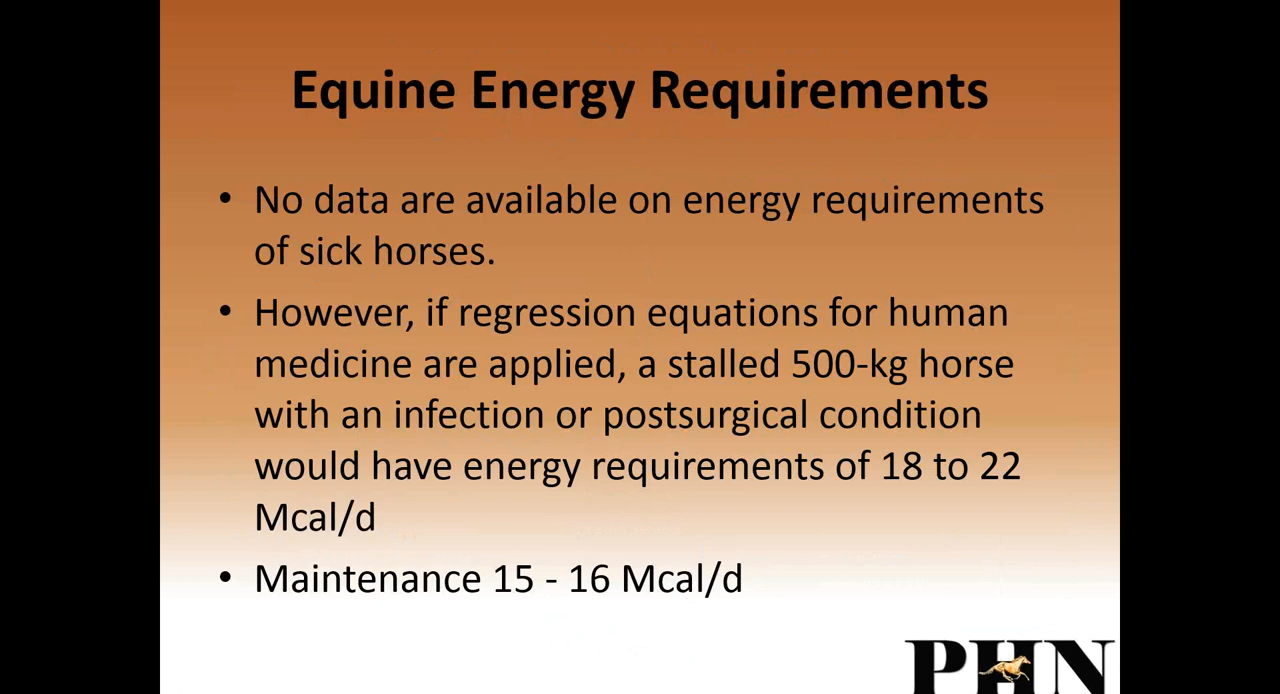 Equine Energy Requirements
• No data are available on energy requirements
of sick horses.
• However, if regression equations for human
medicine are applied, a stalled 500-kg horse
with an infection or postsurgical condition
would have energy requirements of 18 to 22
Mcal/d
• Maintenance 15 - 16 Mcal/d
PHN